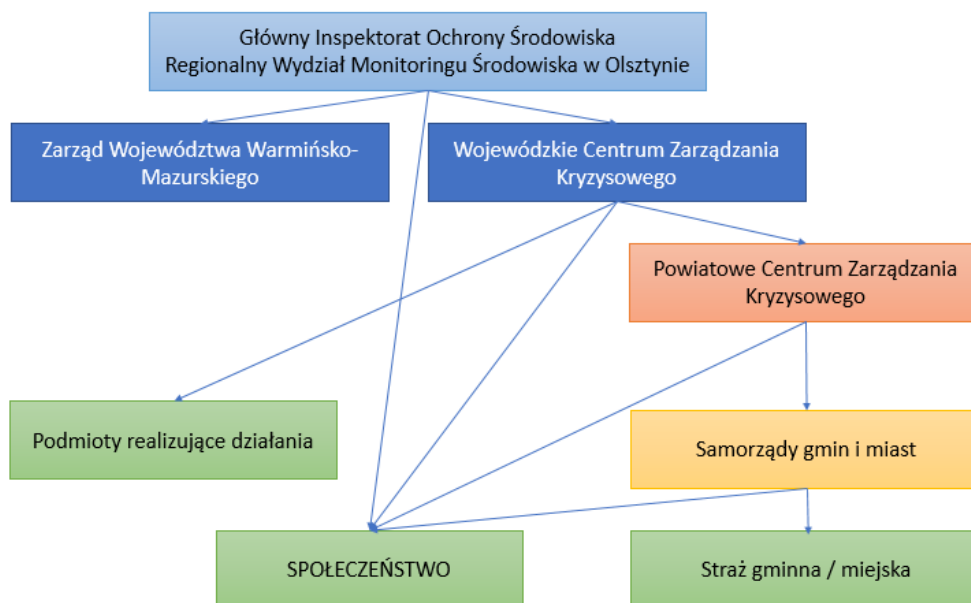 Główny Inspektorat Ochrony Środowiska
Regionalny Wydział Monitoringu Środowiska w Olsztynie
Zarząd Województwa Warmińsko-
Mazurskiego
Wojewódzkie Centrum Zarządzania
Kryzysowego
Powiatowe Centrum Zarządzania
Kryzysowego
Podmioty realizujące działania
Samorządy gmin i miast
SPOŁECZEŃSTWO
Straż gminna / miejska